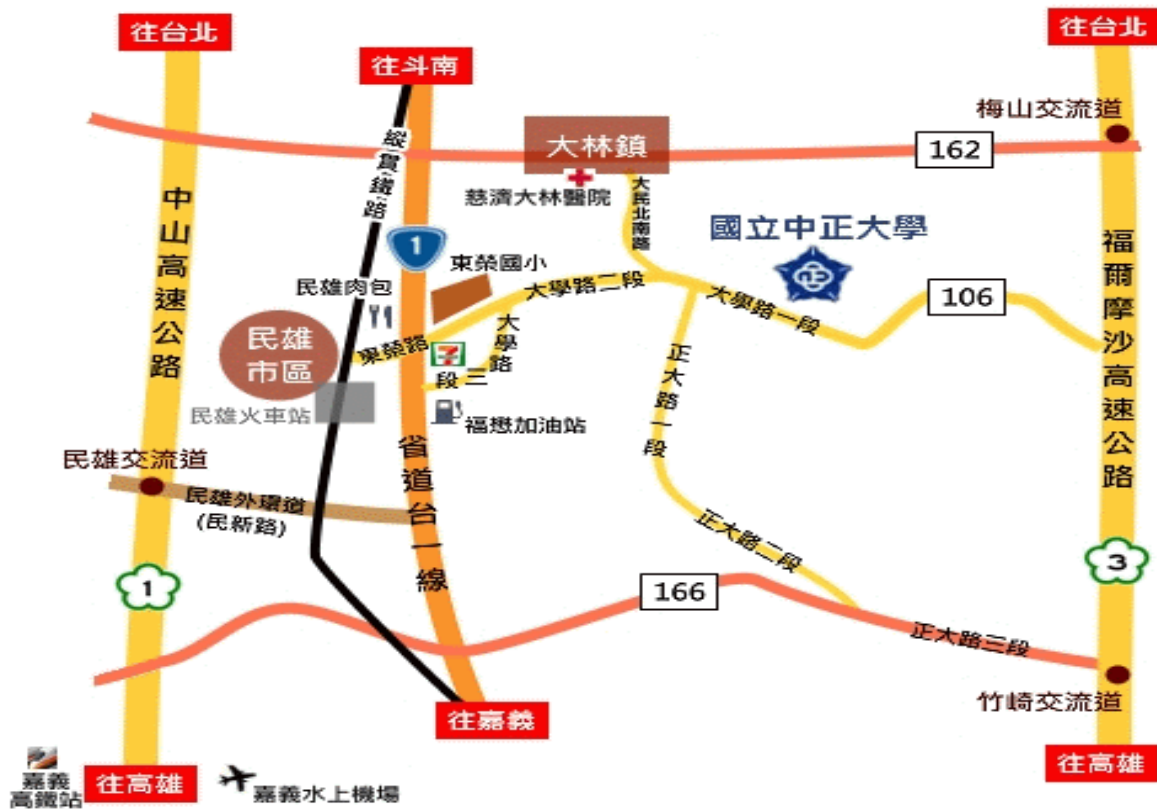 往台北
往斗南
往台北
梅山交流道
162
大林鎮
慈濟大林醫院
縱貫鐵路
大民北南路
中山高速公路
1
國立中正大學
福爾摩沙高速公路
東榮國小
民雄肉包
大學路二段
大學路一段
106
民雄
市區
東榮路
7
大學路
三段
正大路一段
民雄火車站
福懋加油站
省道台一線
民雄交流道
民雄外環道
(民新路)
正大路二段
1
166
3
正大路三段
竹崎交流道
往嘉義
嘉義
高鐵站
往高雄
嘉義水上機場
往高雄